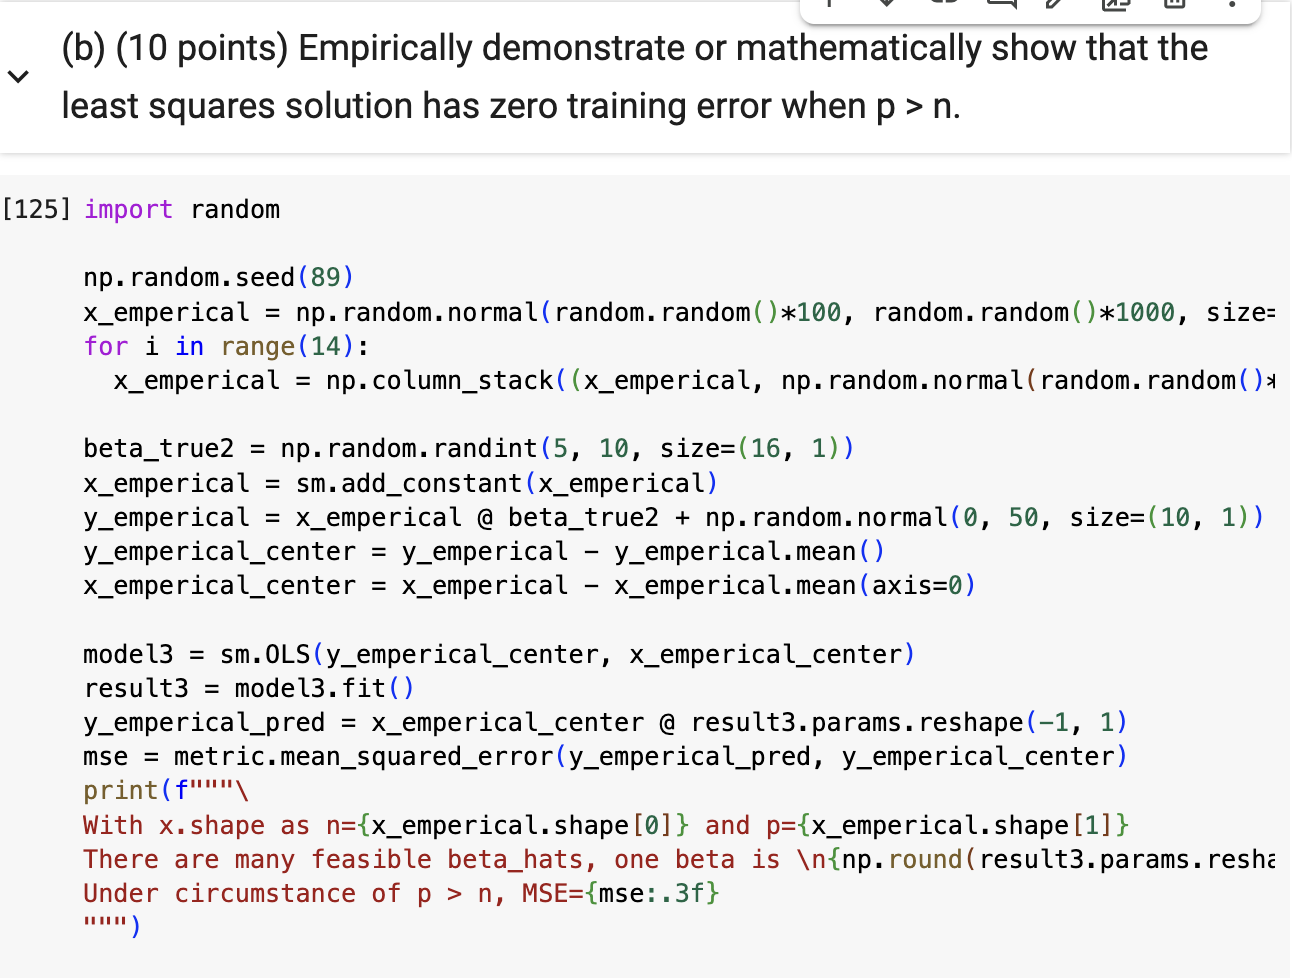 (b) (10 points) Empirically demonstrate or mathematically show that the
least squares solution has zero training error when p > n.
[125] import random
np.random.seed(89)
x_emperical = np.random.normal(random.random()*100, random.random()*1000, size=
for i in range(14):
  x_emperical = np.column_stack((x_emperical, np.random.normal(random.random()*
beta_true2 = np.random.randint(5, 10, size=(16, 1))
x_emperical = sm.add_constant(x_emperical)
y_emperical = x_emperical @ beta_true2 + np.random.normal(0, 50, size=(10, 1))
y_emperical_center = y_emperical - y_emperical.mean()
x_emperical_center = x_emperical - x_emperical.mean(axis=0)
model3 = sm.OLS(y_emperical_center, x_emperical_center)
result3 = model3.fit()
y_emperical_pred = x_emperical_center @ result3.params.reshape(-1, 1)
mse = metric.mean_squared_error(y_emperical_pred, y_emperical_center)
print(f"""\
With x.shape as n={x_emperical.shape[0]} and p={x_emperical.shape[1]}
There are many feasible beta_hats, one beta is \n{np.round(result3.params.resha
Under circumstance of p > n, MSE={mse:.3f}
""")